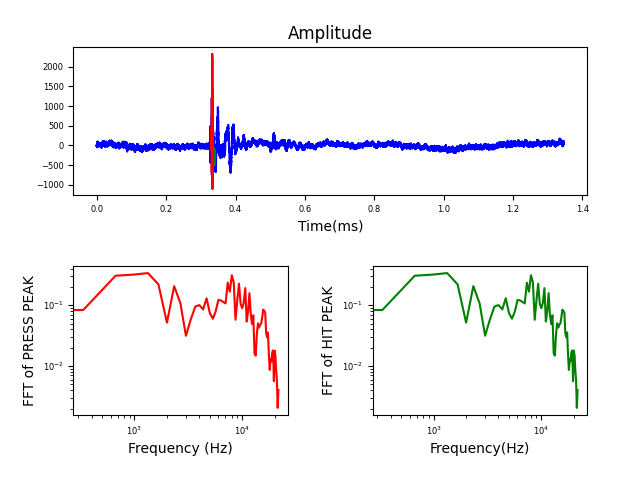 Amplitude
2000
1500
1000
500
0
−500
−1000
0.0 0.2 0.4 0.6 0.8 1.0 1.2 1.4
Time(ms)
FFT of PRESS PEAK
10⁻¹
10⁻²
10³ 10⁴
Frequency (Hz)
FFT of HIT PEAK
10⁻¹
10⁻²
10³ 10⁴
Frequency(Hz)